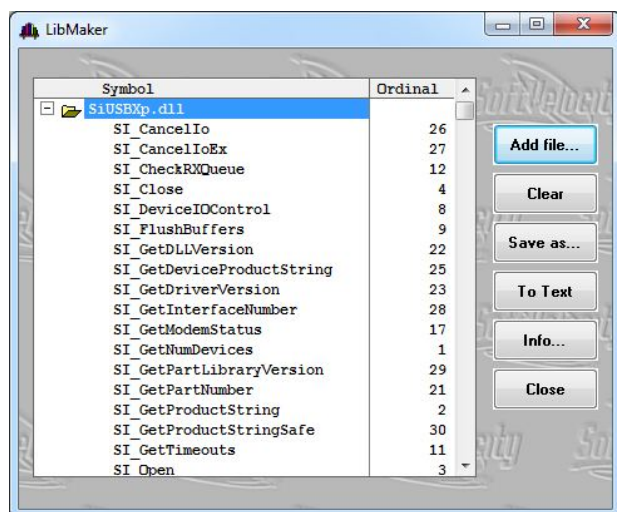 LibMaker
Symbol Ordinal
SiUSBXp.dll
SI_CancelIo 26
SI_CancelIoEx 27
SI_CheckRXQueue 12
SI_Close 4
SI_DeviceIOControl 8
SI_FlushBuffers 9
SI_GetDLLVersion 22
SI_GetDeviceProductString 25
SI_GetDriverVersion 23
SI_GetInterfaceNumber 28
SI_GetModemStatus 17
SI_GetNumDevices 1
SI_GetPartLibraryVersion 29
SI_GetPartNumber 21
SI_GetProductString 2
SI_GetProductStringSafe 30
SI_GetTimeouts 11
SI_Open 3
Add file...
Clear
Save as...
To Text
Info...
Close
SoftVelocity